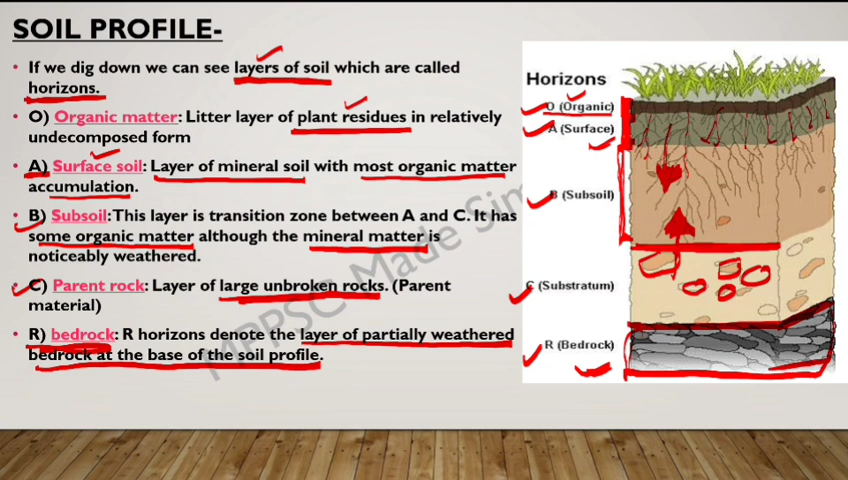 SOIL PROFILE-
• If we dig down we can see layers of soil which are called
horizons.
• O) Organic matter: Litter layer of plant residues in relatively
undecomposed form
• A) Surface soil: Layer of mineral soil with most organic matter
accumulation.
• B) Subsoil:This layer is transition zone between A and C. It has
some organic matter although the mineral matter is
noticeably weathered.
• C) Parent rock: Layer of large unbroken rocks. (Parent
material)
• R) bedrock: R horizons denote the layer of partially weathered
bedrock at the base of the soil profile.
Horizons
O (Organic)
A (Surface)
B (Subsoil)
C (Substratum)
R (Bedrock)
MPPSC Made Sim